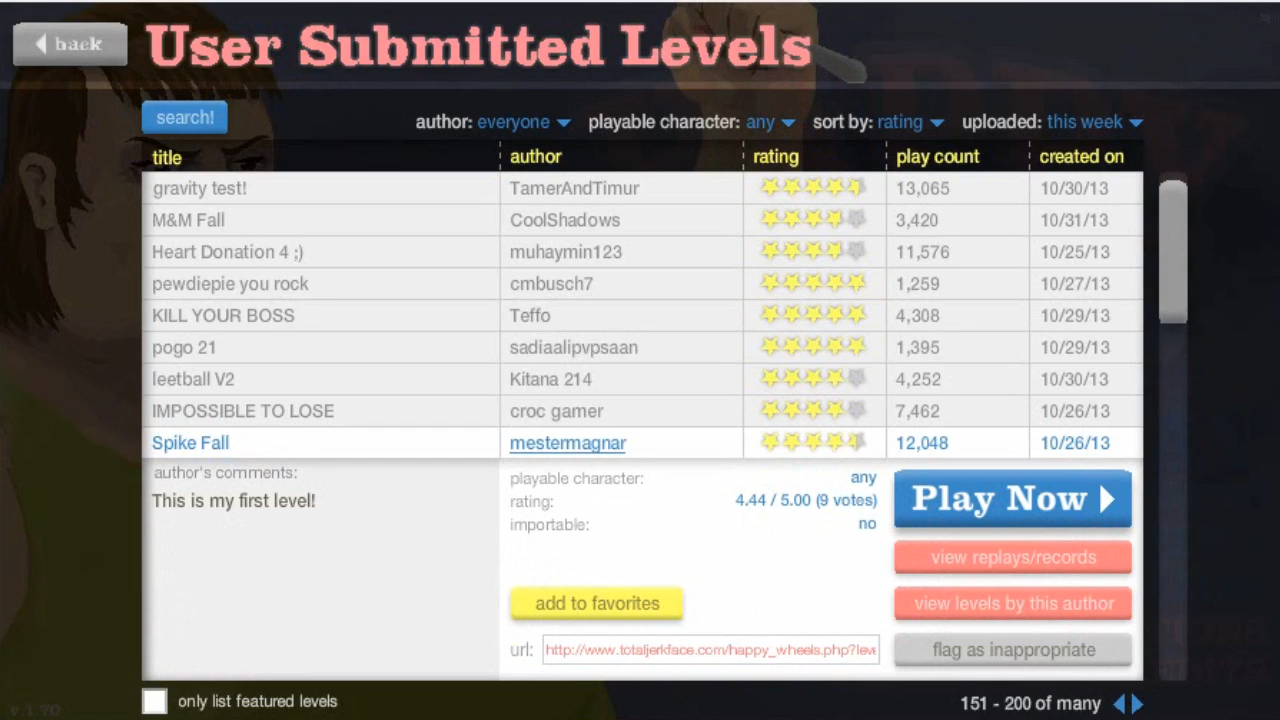 back
User Submitted Levels
search!
author: everyone playable character: any sort by: rating uploaded: this week
title author rating play count created on
gravity test! TamerAndTimur 13,065 10/30/13
M&M Fall CoolShadows 3,420 10/31/13
Heart Donation 4 ;) muhaymin123 11,576 10/25/13
pewdiepie you rock cmbusch7 1,259 10/27/13
KILL YOUR BOSS Teffo 4,308 10/29/13
pogo 21 sadiaalipvpsaan 1,395 10/29/13
leetball V2 Kitana 214 4,252 10/30/13
IMPOSSIBLE TO LOSE croc gamer 7,462 10/26/13
Spike Fall mestermagnar 12,048 10/26/13
author's comments:
This is my first level!
playable character: any
rating: 4.44 / 5.00 (9 votes)
importable: no
add to favorites
url: http://www.totaljerkface.com/happy_wheels.php?leve
Play Now
view replays/records
view levels by this author
flag as inappropriate
only list featured levels
151 - 200 of many
v 1.70